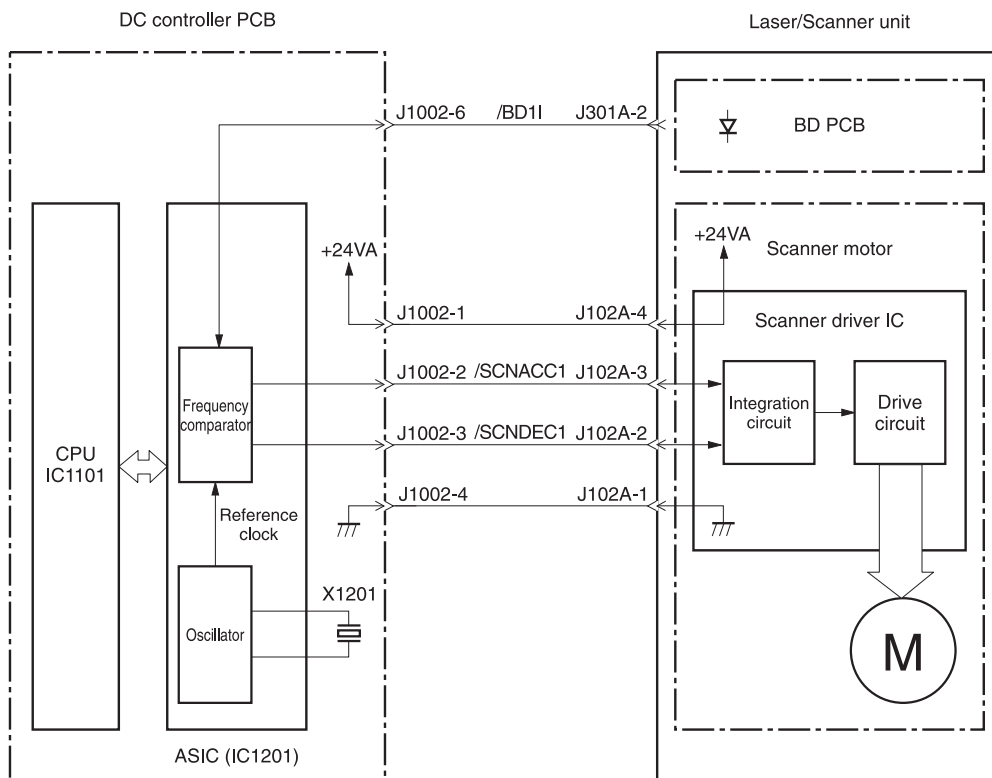 DC controller PCB
Laser/Scanner unit
J1002-6 /BD1I J301A-2
BD PCB
+24VA
+24VA
Scanner motor
J1002-1 J102A-4
Scanner driver IC
J1002-2 /SCNACC1 J102A-3
Frequency
comparator
Integration
circuit
Drive
circuit
J1002-3 /SCNDEC1 J102A-2
CPU
IC1101
J1002-4 J102A-1
Reference
clock
X1201
Oscillator
M
ASIC (IC1201)